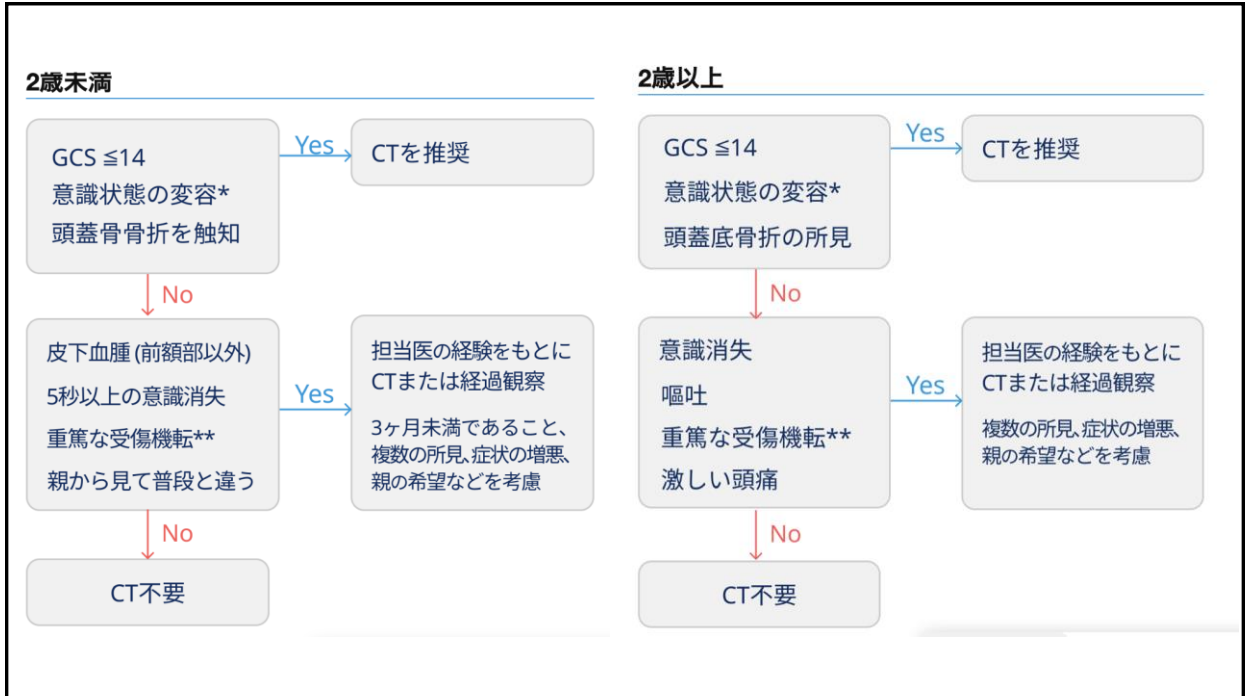 2歳未満
GCS ≦14
意識状態の変容*
頭蓋骨骨折を触知
Yes
CTを推奨
No
皮下血腫 (前額部以外)
5秒以上の意識消失
重篤な受傷機転**
親から見て普段と違う
Yes
担当医の経験をもとに
CTまたは経過観察
3ヶ月未満であること、
複数の所見、症状の増悪、
親の希望などを考慮
No
CT不要
2歳以上
GCS ≦14
意識状態の変容*
頭蓋底骨折の所見
Yes
CTを推奨
No
意識消失
嘔吐
重篤な受傷機転**
激しい頭痛
Yes
担当医の経験をもとに
CTまたは経過観察
複数の所見、症状の増悪、
親の希望などを考慮
No
CT不要